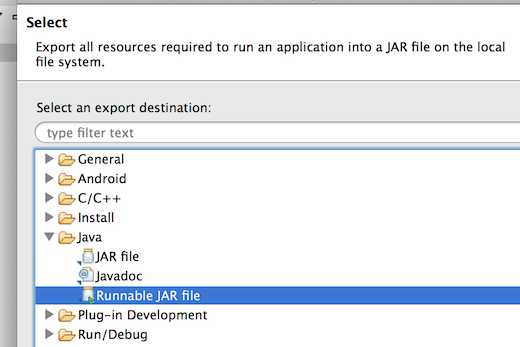 Select
Export all resources required to run an application into a JAR file on the local
file system.
Select an export destination:
type filter text
General
Android
C/C++
Install
Java
JAR file
Javadoc
Runnable JAR file
Plug-in Development
Run/Debug